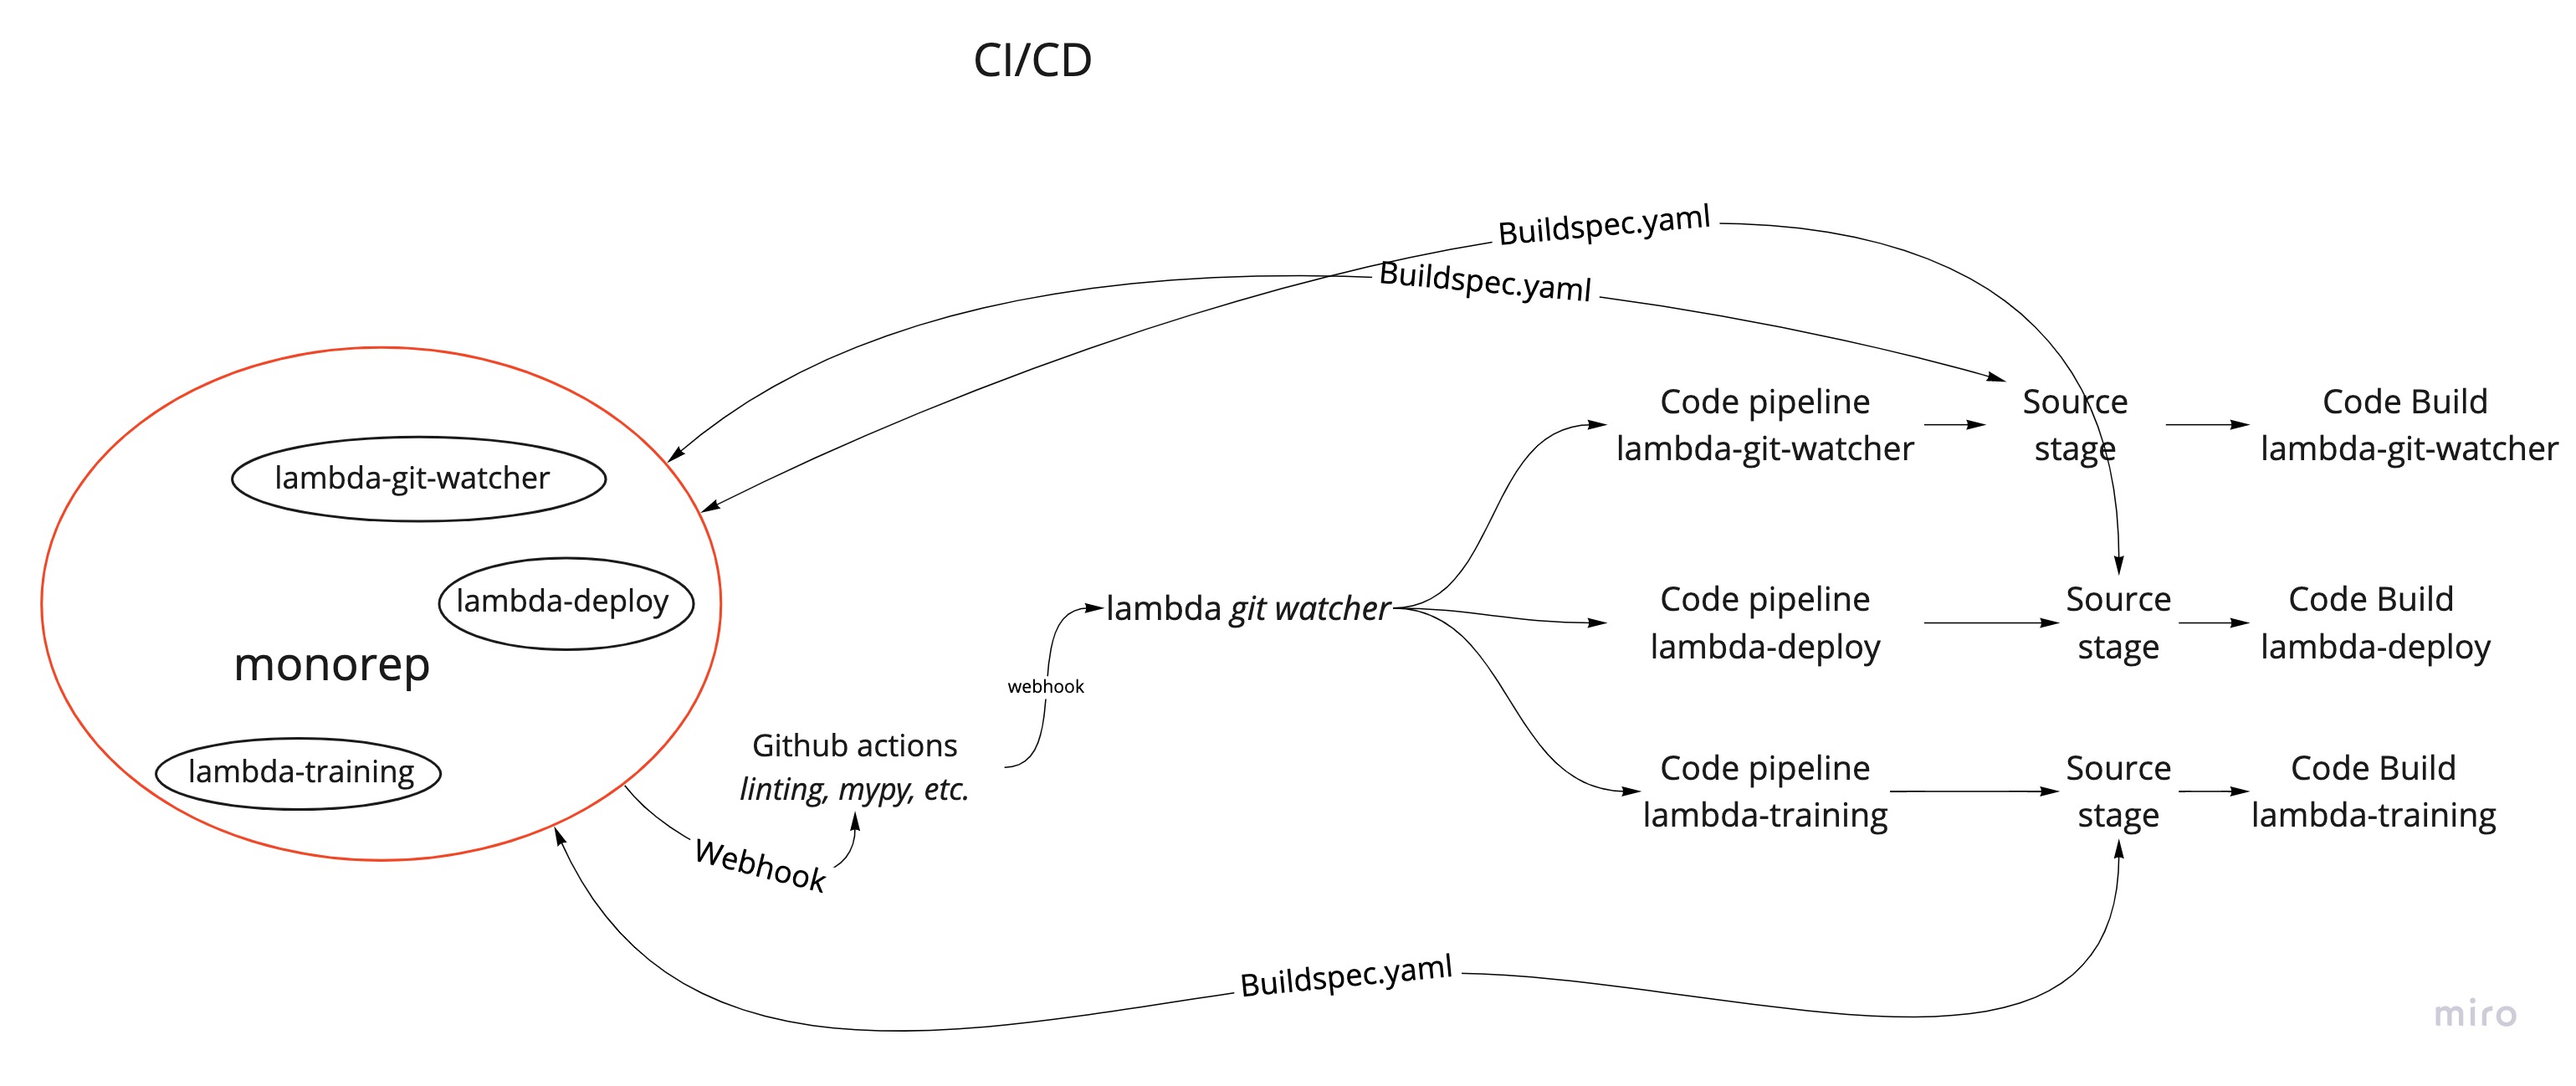 CI/CD
Buildspec.yaml
Buildspec.yaml
Code pipeline
lambda-git-watcher
Source
stage
Code Build
lambda-git-watcher
lambda-git-watcher
lambda-deploy
monorep
lambda-training
lambda git watcher
Code pipeline
lambda-deploy
Source
stage
Code Build
lambda-deploy
webhook
Github actions
linting, mypy, etc.
Webhook
Code pipeline
lambda-training
Source
stage
Code Build
lambda-training
Buildspec.yaml
miro